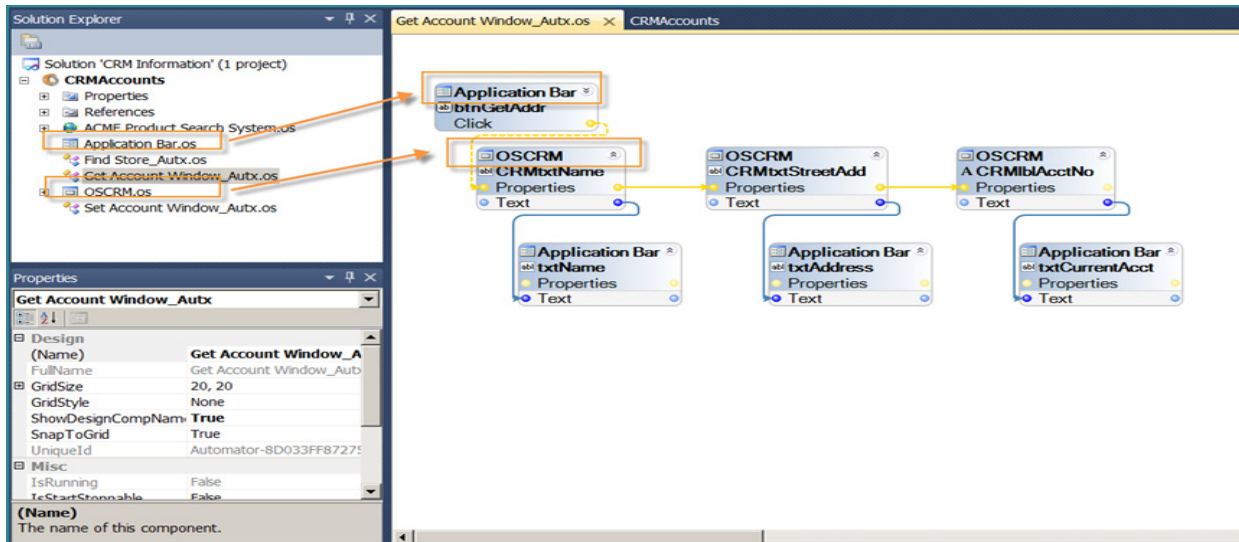 Solution Explorer
Solution 'CRM Information' (1 project)
CRMAccounts
Properties
References
ACME Product Search System.os
Application Bar.os
Find Store_Autx.os
Get Account Window_Autx.os
OSCRM.os
Set Account Window_Autx.os
Properties
Get Account Window_Autx
Design
(Name) Get Account Window_A
FullName Get Account Window_Autx
GridSize 20, 20
GridStyle None
ShowDesignCompName True
SnapToGrid True
UniqueId Automator-8D033FF87275
Misc
IsRunning False
IsStartStoppable False
(Name)
The name of this component.
Get Account Window_Autx.os CRMAccounts
Application Bar
btnGetAddr
Click
OSCRM OSCRM OSCRM
CRMtxtName CRMtxtStreetAdd A CRMlblAcctNo
Properties Properties Properties
Text Text Text
Application Bar Application Bar Application Bar
txtName txtAddress txtCurrentAcct
Properties Properties Properties
Text Text Text